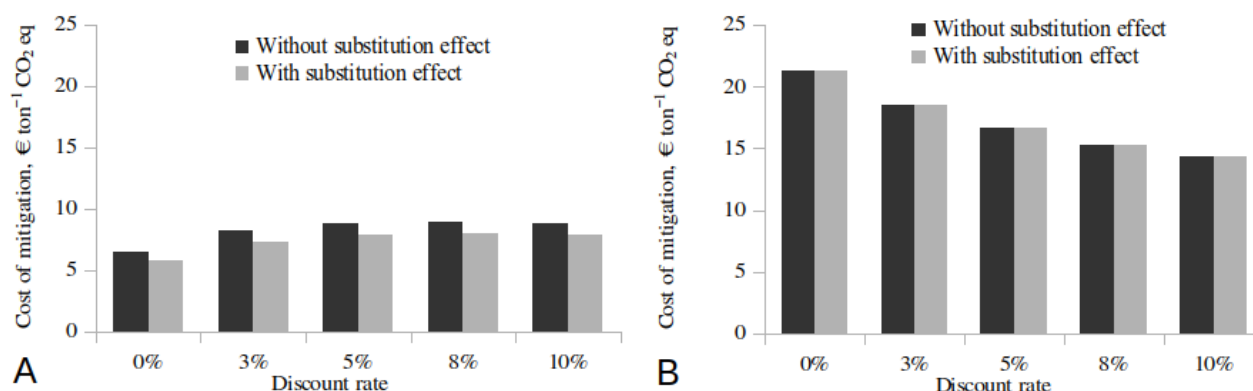 Cost of mitigation, € ton⁻¹ CO₂ eq
25
20
15
10
5
0
Without substitution effect
With substitution effect
0% 3% 5% 8% 10%
Discount rate
A
Cost of mitigation, € ton⁻¹ CO₂ eq
25
20
15
10
5
0
Without substitution effect
With substitution effect
0% 3% 5% 8% 10%
Discount rate
B